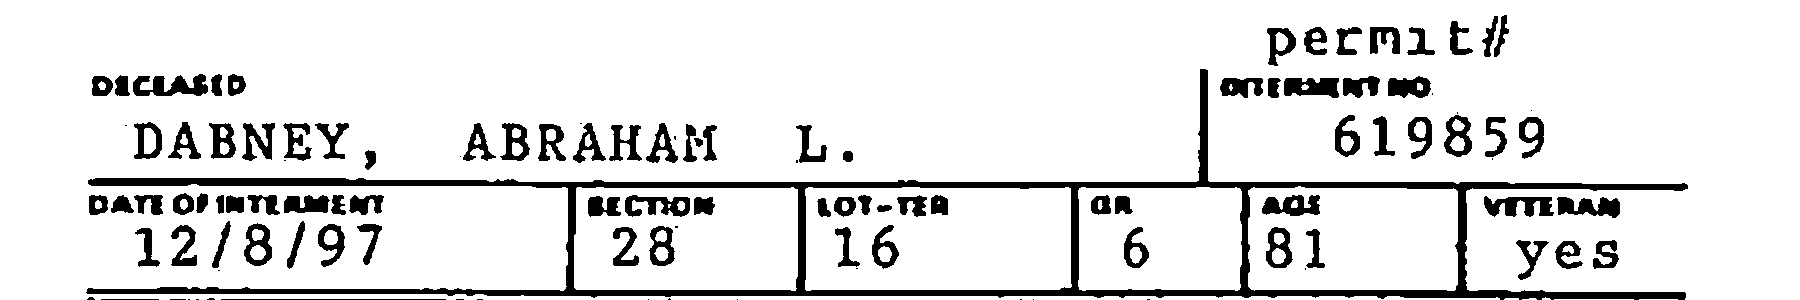 permit#
DECEASED INTERMENT NO
DABNEY, ABRAHAM L. 619859
DATE OF INTERMENT SECTION LOT-TER GR AGE VETERAN
12/8/97 28 16 6 81 yes